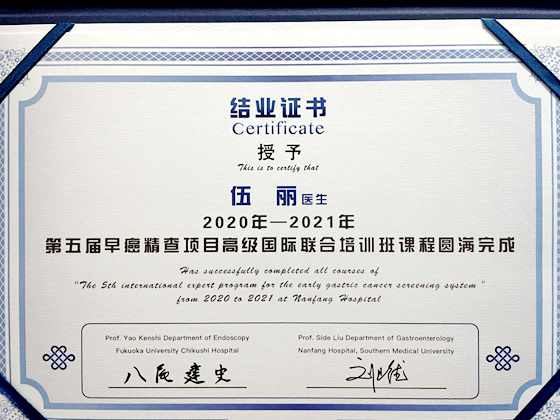 结业证书
Certificate
授予
This is to certify that
伍 丽 医生
2020年—2021年
第五届早癌精查项目高级国际联合培训班课程圆满完成
Has successfully completed all courses of
"The 5th international expert program for the early gastric cancer screening system"
from 2020 to 2021 at Nanfang Hospital
Prof. Yao Kenshi Department of Endoscopy
Fukuoka University Chikushi Hospital
八尾建史
Prof. Side Liu Department of Gastroenterology
Nanfang Hospital, Southern Medical University